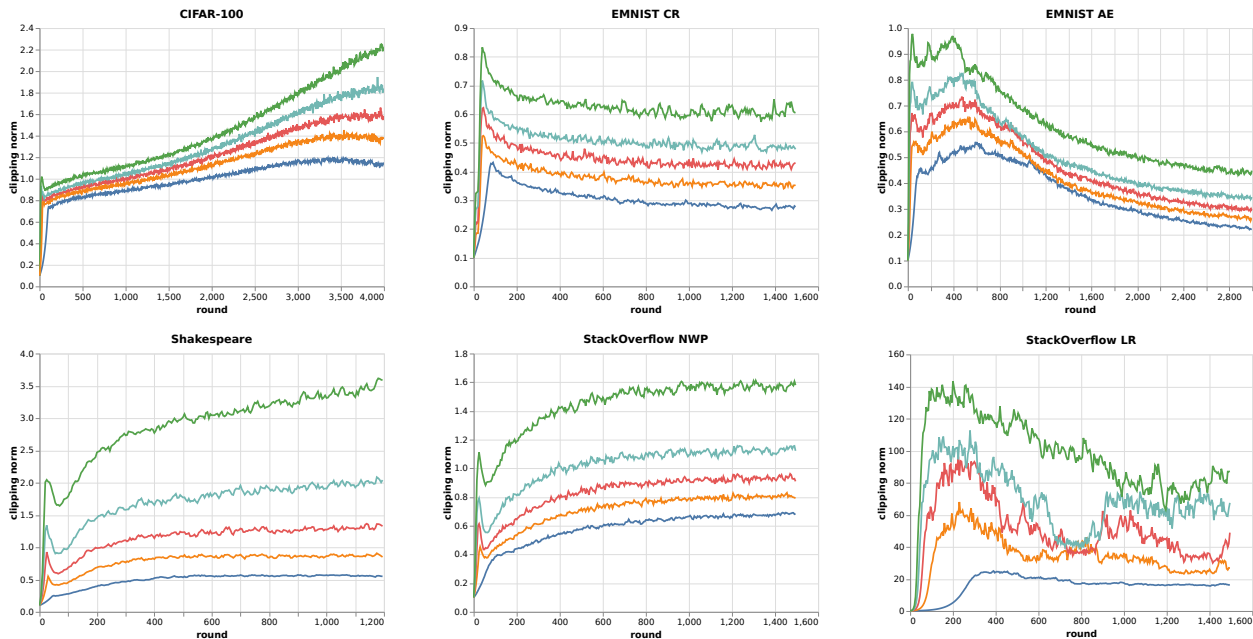 CIFAR-100
2.4
2.2
2.0
1.8
1.6
1.4
1.2
1.0
0.8
0.6
0.4
0.2
0.0
clipping norm
0 500 1,000 1,500 2,000 2,500 3,000 3,500 4,000
round
EMNIST CR
0.9
0.8
0.7
0.6
0.5
0.4
0.3
0.2
0.1
0.0
clipping norm
0 200 400 600 800 1,000 1,200 1,400 1,600
round
EMNIST AE
1.0
0.9
0.8
0.7
0.6
0.5
0.4
0.3
0.2
0.1
0.0
clipping norm
0 400 800 1,200 1,600 2,000 2,400 2,800
round
Shakespeare
4.0
3.5
3.0
2.5
2.0
1.5
1.0
0.5
0.0
clipping norm
0 200 400 600 800 1,000 1,200
round
StackOverflow NWP
1.8
1.6
1.4
1.2
1.0
0.8
0.6
0.4
0.2
0.0
clipping norm
0 200 400 600 800 1,000 1,200 1,400 1,600
round
StackOverflow LR
160
140
120
100
80
60
40
20
0
clipping norm
0 200 400 600 800 1,000 1,200 1,400 1,600
round